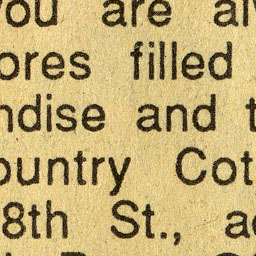 you are al
ores filled
ndise and t
ountry Cot
8th St., a